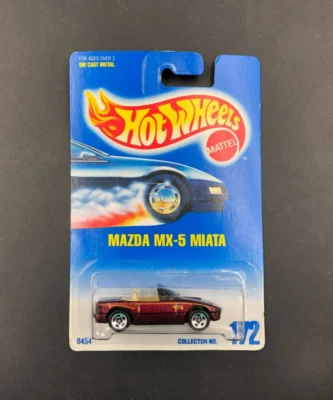 FOR AGES OVER 3
DIE CAST METAL
Hot Wheels
MATTEL
MAZDA MX-5 MIATA
0454
COLLECTOR NO. 172